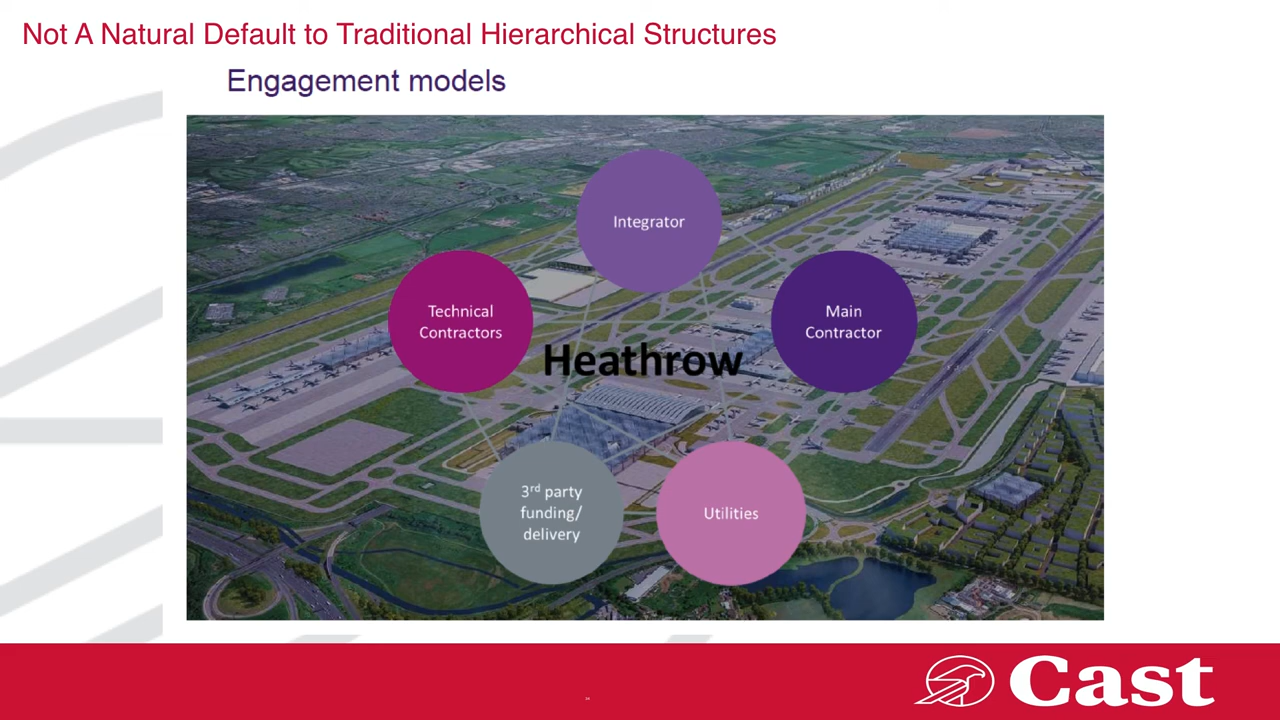 Not A Natural Default to Traditional Hierarchical Structures
Engagement models
Integrator
Technical
Contractors
Main
Contractor
Heathrow
3rd party
funding/
delivery
Utilities
Cast